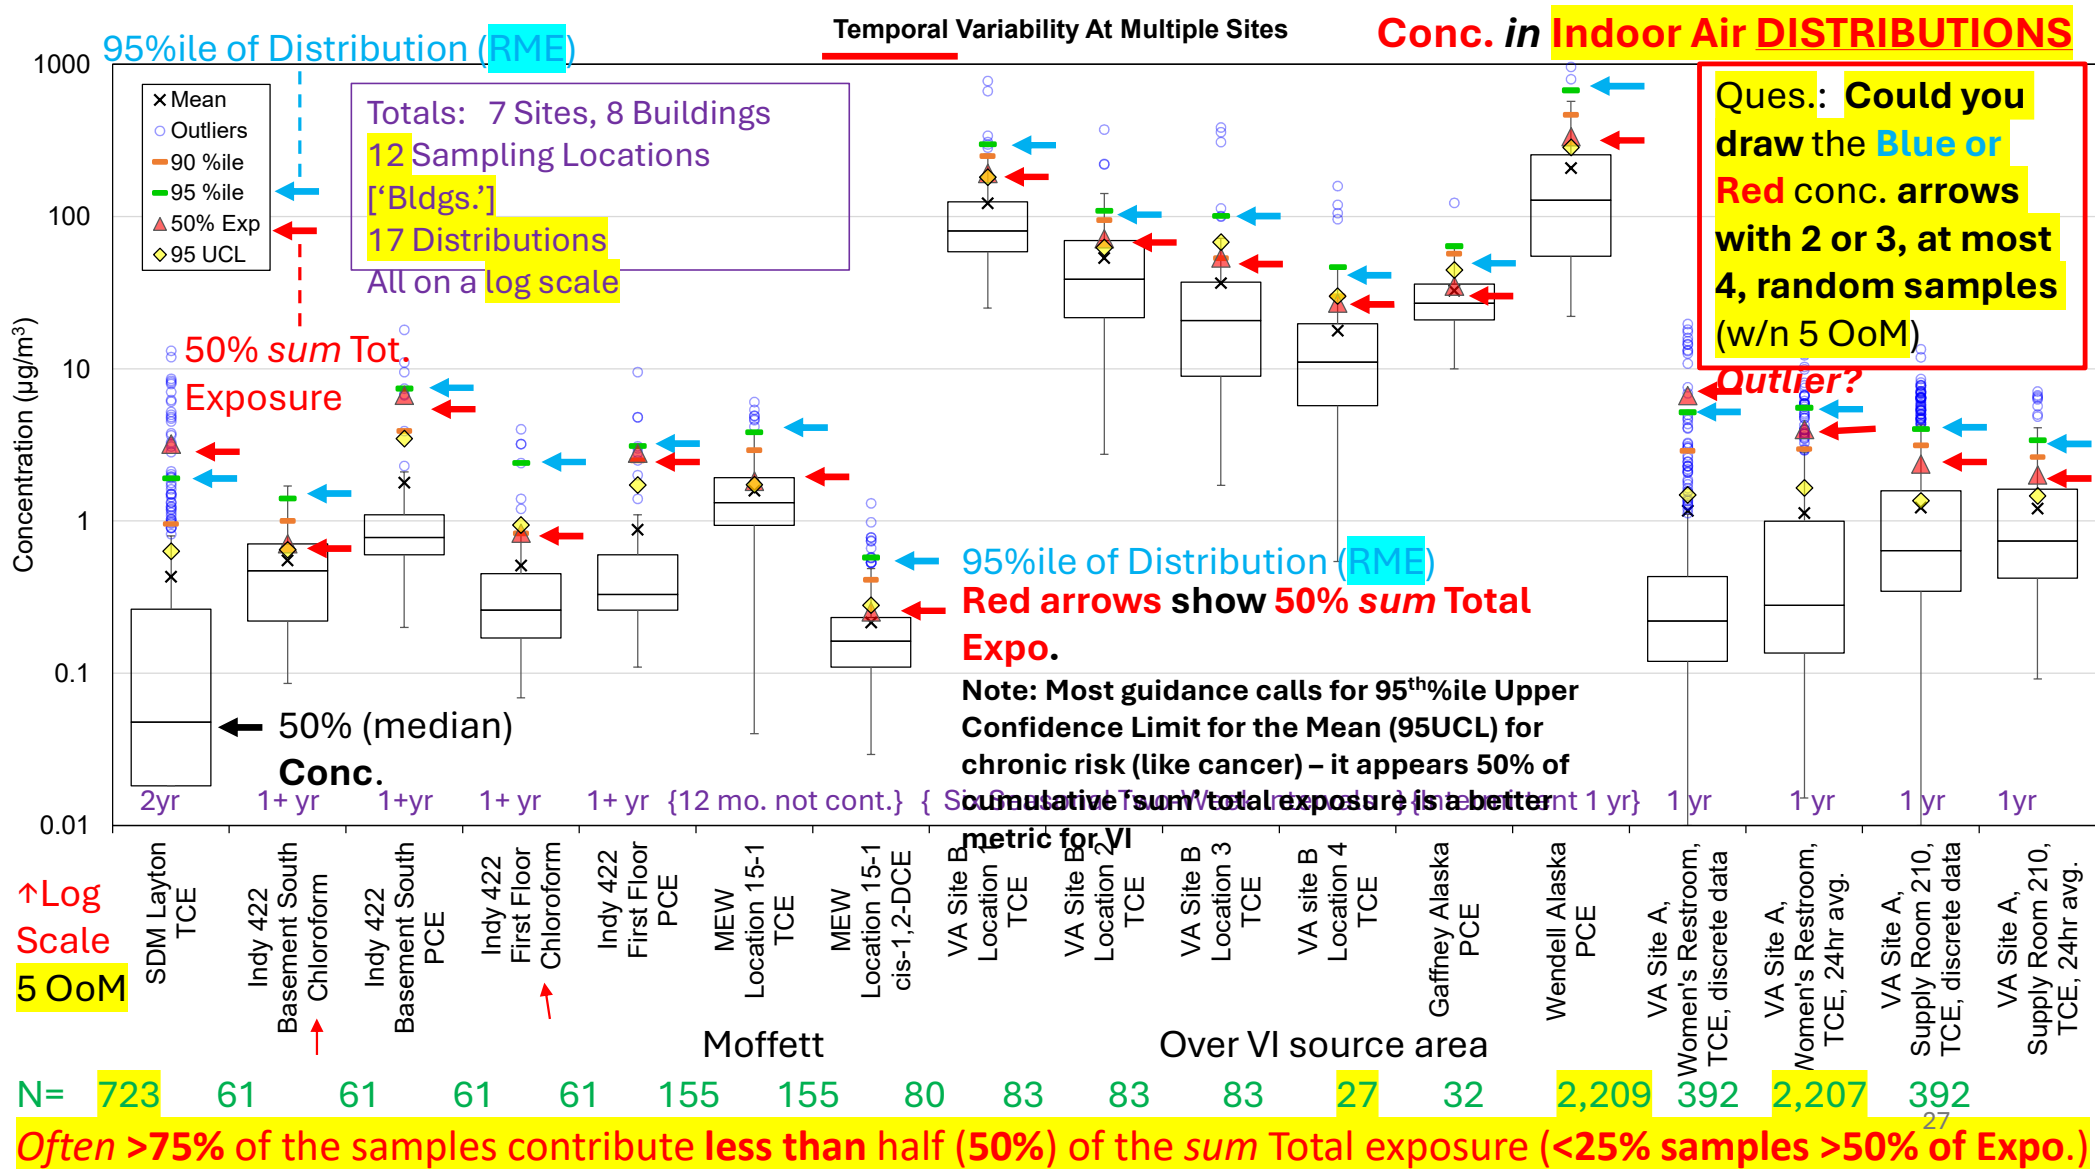 Temporal Variability At Multiple Sites
Conc. in Indoor Air DISTRIBUTIONS
95%ile of Distribution (RME)
1000
100
10
1
0.1
0.01
Concentration (µg/m³)
Mean
Outliers
90 %ile
95 %ile
50% Exp
95 UCL
Totals: 7 Sites, 8 Buildings
12 Sampling Locations
['Bldgs.']
17 Distributions
All on a log scale
Ques.: Could you
draw the Blue or
Red conc. arrows
with 2 or 3, at most
4, random samples
(w/n 5 OoM)
Outlier?
50% sum Tot.
Exposure
95%ile of Distribution (RME)
Red arrows show 50% sum Total
Expo.
Note: Most guidance calls for 95th%ile Upper
Confidence Limit for the Mean (95UCL) for
chronic risk (like cancer) – it appears 50% of
cumulative 'sum' total exposure is a better
metric for VI
50% (median)
Conc.
2yr 1+ yr 1+yr 1+ yr 1+ yr {12 mo. not cont.} { Six Seasonal Two-Week Intervals } {Intermittent 1 yr} 1 yr 1 yr 1 yr 1yr
↑Log
Scale
5 OoM
SDM Layton
TCE
Indy 422
Basement South
Chloroform
Indy 422
Basement South
PCE
Indy 422
First Floor
Chloroform
Indy 422
First Floor
PCE
MEW
Location 15-1
TCE
MEW
Location 15-1
cis-1,2-DCE
VA Site B
Location 1
TCE
VA Site B
Location 2
TCE
VA Site B
Location 3
TCE
VA site B
Location 4
TCE
Gaffney Alaska
PCE
Wendell Alaska
PCE
VA Site A,
Women's Restroom,
TCE, discrete data
VA Site A,
Women's Restroom,
TCE, 24hr avg.
VA Site A,
Supply Room 210,
TCE, discrete data
VA Site A,
Supply Room 210,
TCE, 24hr avg.
Moffett
Over VI source area
N= 723 61 61 61 61 155 155 80 83 83 83 27 32 2,209 392 2,207 392
27
Often >75% of the samples contribute less than half (50%) of the sum Total exposure (<25% samples >50% of Expo.)